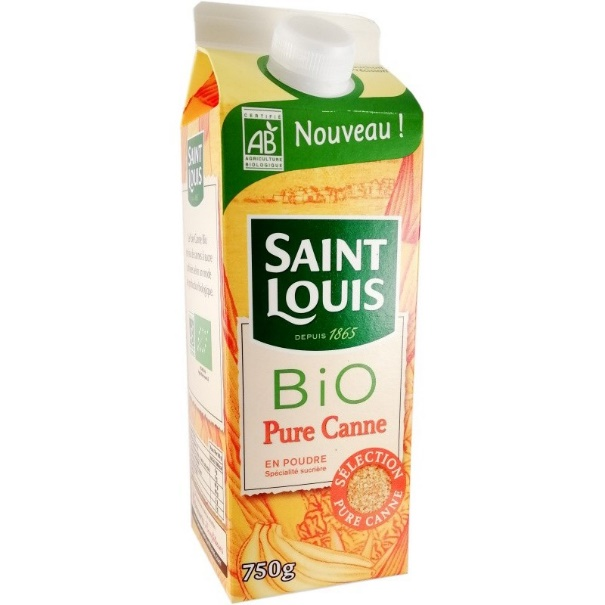 CERTIFIÉ
AB
AGRICULTURE
BIOLOGIQUE
Nouveau !
SAINT
LOUIS
DEPUIS 1865
BiO
Pure Canne
EN POUDRE
Spécialité sucrière
SÉLECTION
PURE CANNE
750g
SAINT
LOUIS